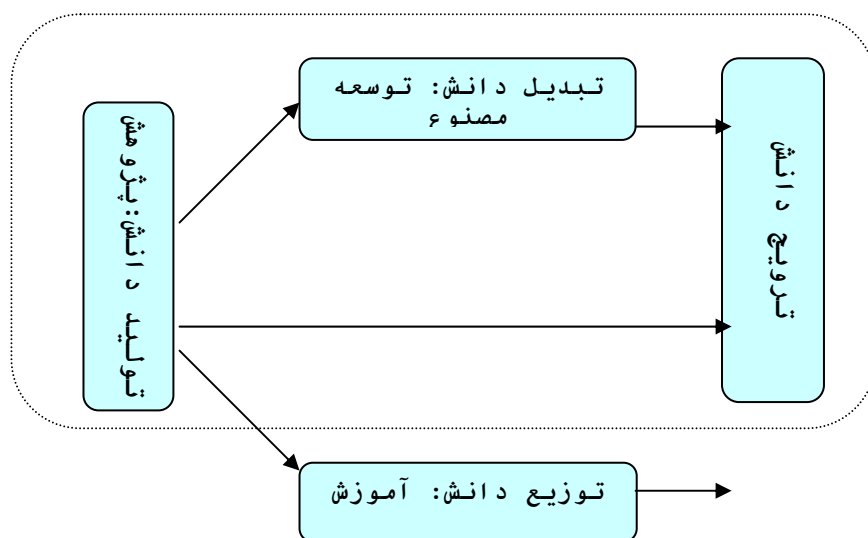 تبدیل دانش: توسعه
مصنوع
تولید دانش:پژوهش
ترویج دانش
توزیع دانش: آموزش